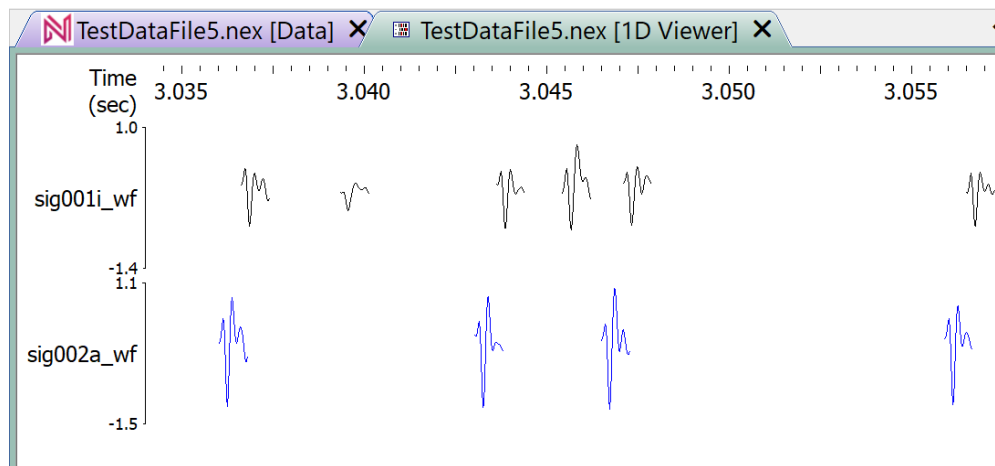 TestDataFile5.nex [Data] X TestDataFile5.nex [1D Viewer] X
Time
(sec)
3.035 3.040 3.045 3.050 3.055
1.0
sig001i_wf
-1.4
1.1
sig002a_wf
-1.5